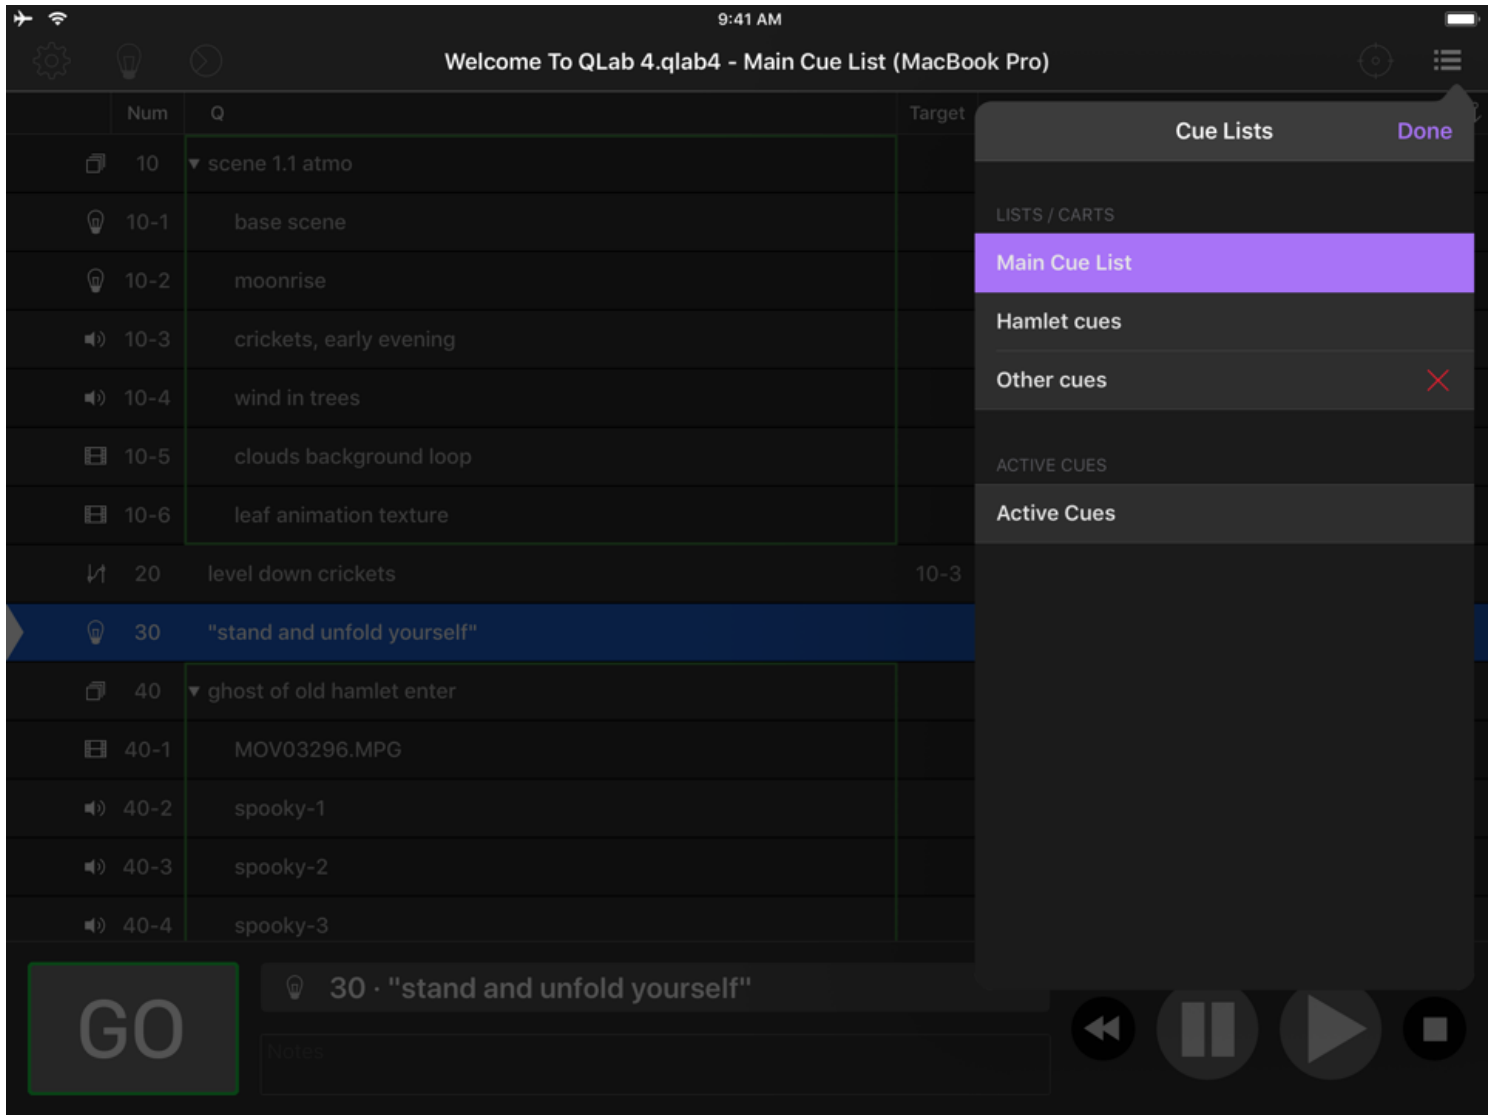 9:41 AM
Welcome To QLab 4.qlab4 - Main Cue List (MacBook Pro)
Num Q Target
10 scene 1.1 atmo
10-1 base scene
10-2 moonrise
10-3 crickets, early evening
10-4 wind in trees
10-5 clouds background loop
10-6 leaf animation texture
20 level down crickets 10-3
30 "stand and unfold yourself"
40 ghost of old hamlet enter
40-1 MOV03296.MPG
40-2 spooky-1
40-3 spooky-2
40-4 spooky-3
Cue Lists Done
LISTS / CARTS
Main Cue List
Hamlet cues
Other cues
ACTIVE CUES
Active Cues
GO
30 · "stand and unfold yourself"
Notes